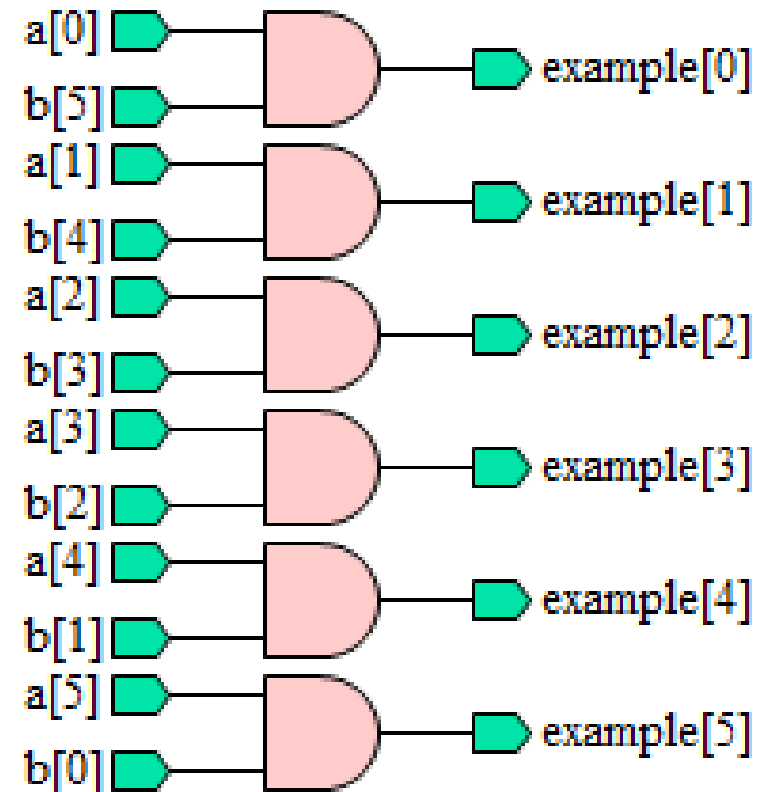 a[0]
example[0]
b[5]
a[1]
example[1]
b[4]
a[2]
example[2]
b[3]
a[3]
example[3]
b[2]
a[4]
example[4]
b[1]
a[5]
example[5]
b[0]